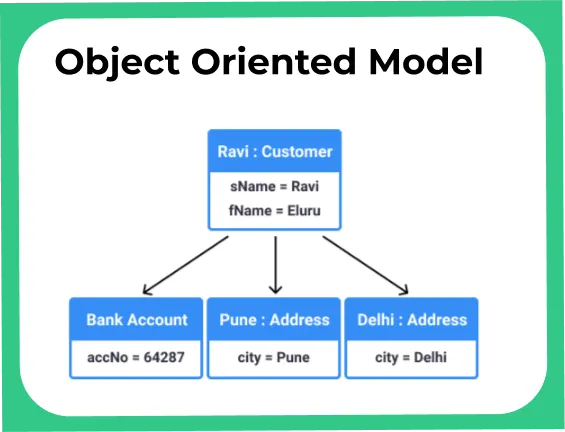 Object Oriented Model
Ravi : Customer
sName = Ravi
fName = Eluru
Bank Account
accNo = 64287
Pune : Address
city = Pune
Delhi : Address
city = Delhi